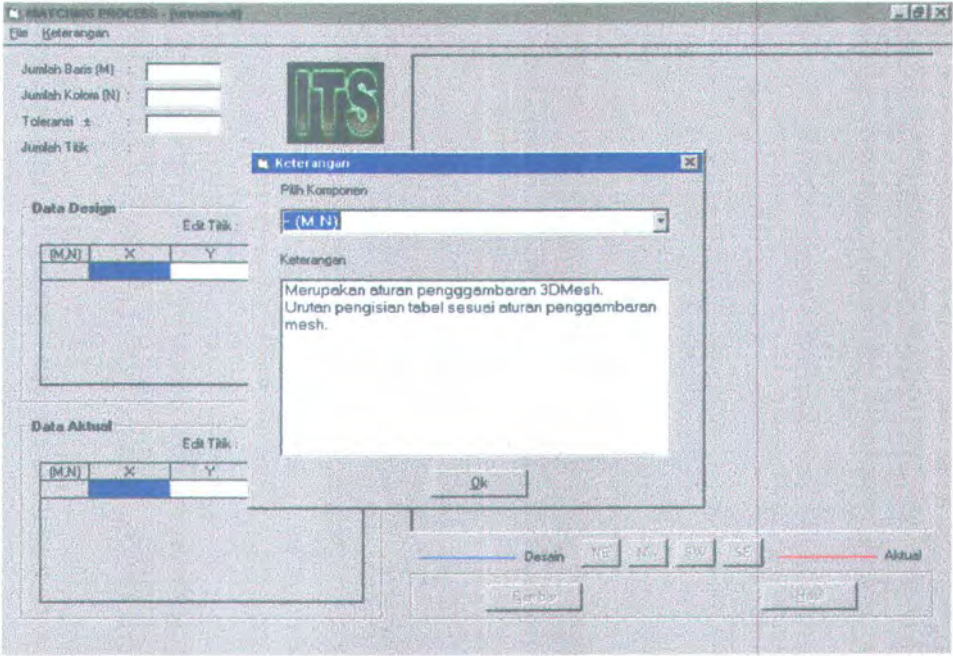 MATCHING PROCESS - [unnamed]
File Keterangan
Jumlah Baris (M) :
Jumlah Kolom (N) :
Toleransi ± :
Jumlah Titik :
ITS
Keterangan
Pilih Komponen
- (M,N)
Keterangan
Merupakan aturan pengggambaran 3DMesh.
Urutan pengisian tabel sesuai aturan penggambaran
mesh.
Ok
Data Design
Edit Titik :
(M,N) X Y
Data Aktual
Edit Titik :
(M,N) X Y
Desain NE NW SW SE Aktual
Gambar